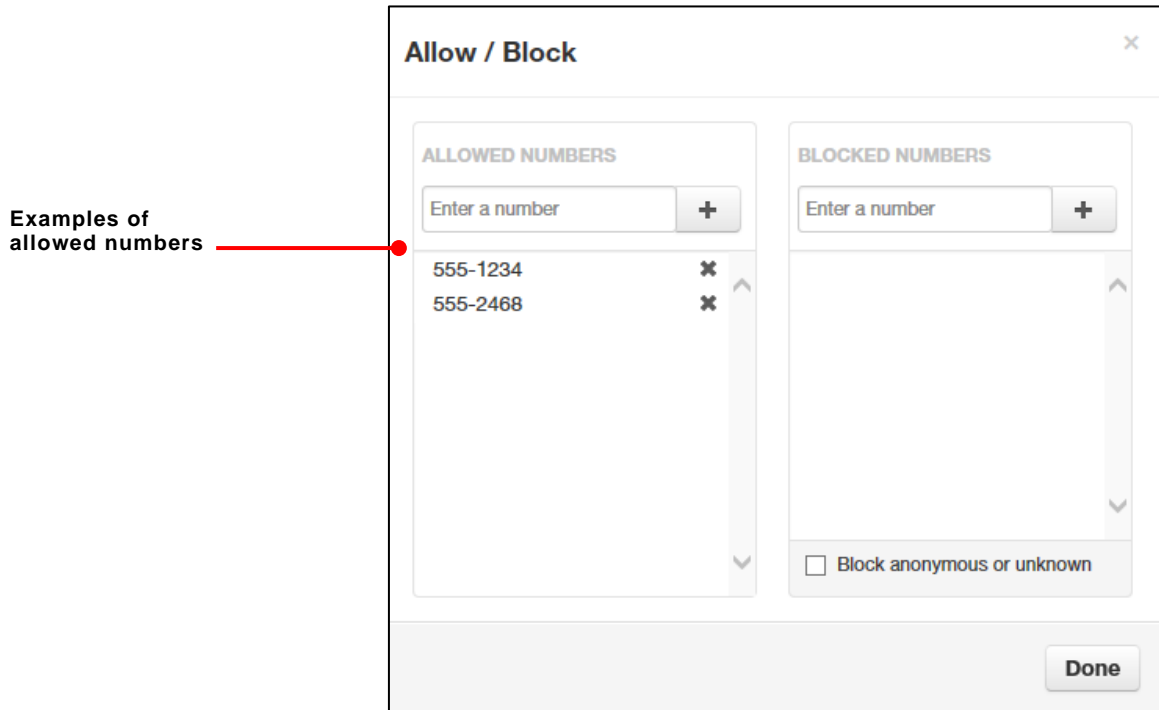 Allow / Block
×
Examples of
allowed numbers
ALLOWED NUMBERS
Enter a number
+
555-1234
555-2468
BLOCKED NUMBERS
Enter a number
+
Block anonymous or unknown
Done